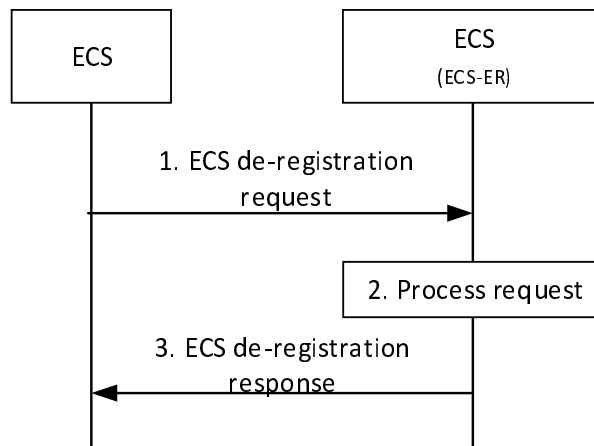 ECS
ECS
(ECS-ER)
1. ECS de-registration
request
2. Process request
3. ECS de-registration
response